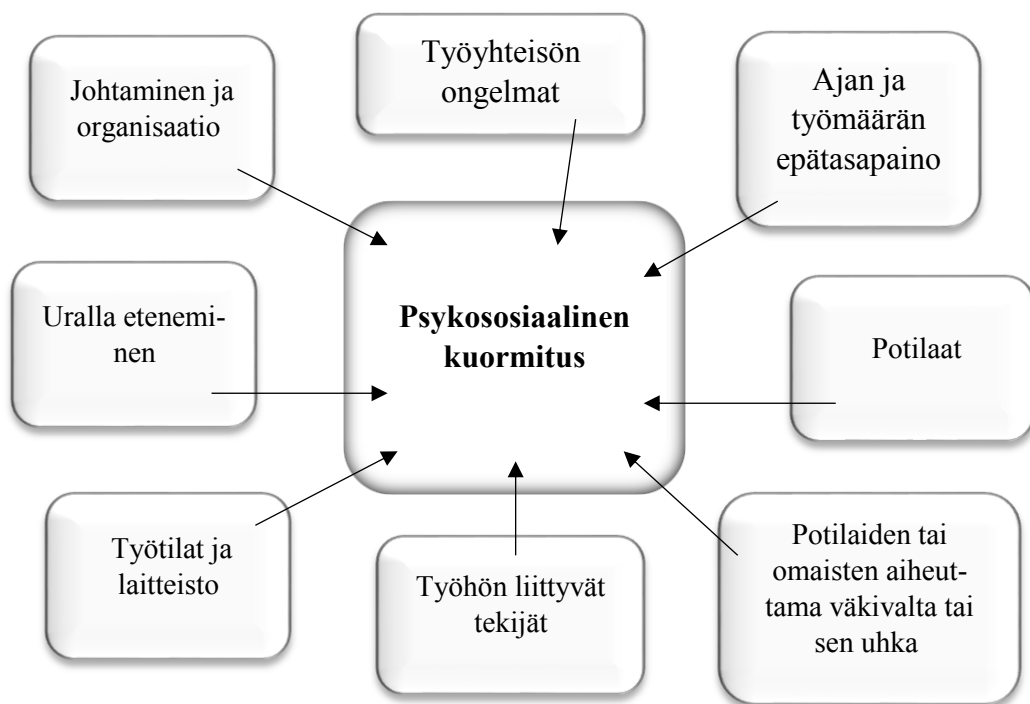 Johtaminen ja
organisaatio
Työyhteisön
ongelmat
Ajan ja
työmäärän
epätasapaino
Uralla etenemi-
nen
Psykososiaalinen
kuormitus
Potilaat
Työtilat ja
laitteisto
Työhön liittyvät
tekijät
Potilaiden tai
omaisten aiheut-
tama väkivalta tai
sen uhka